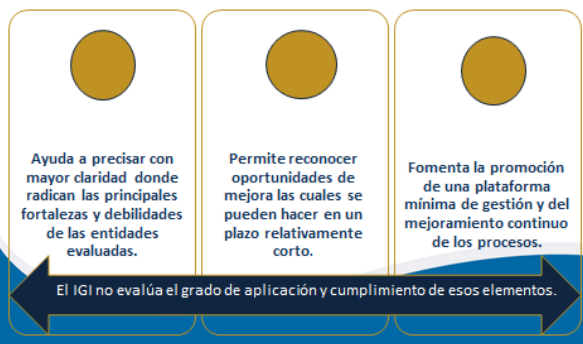 Ayuda a precisar con
mayor claridad donde
radican las principales
fortalezas y debilidades
de las entidades
evaluadas.
Permite reconocer
oportunidades de
mejora las cuales se
pueden hacer en un
plazo relativamente
corto.
Fomenta la promoción
de una plataforma
mínima de gestión y del
mejoramiento continuo
de los procesos.
El IGI no evalúa el grado de aplicación y cumplimiento de esos elementos.